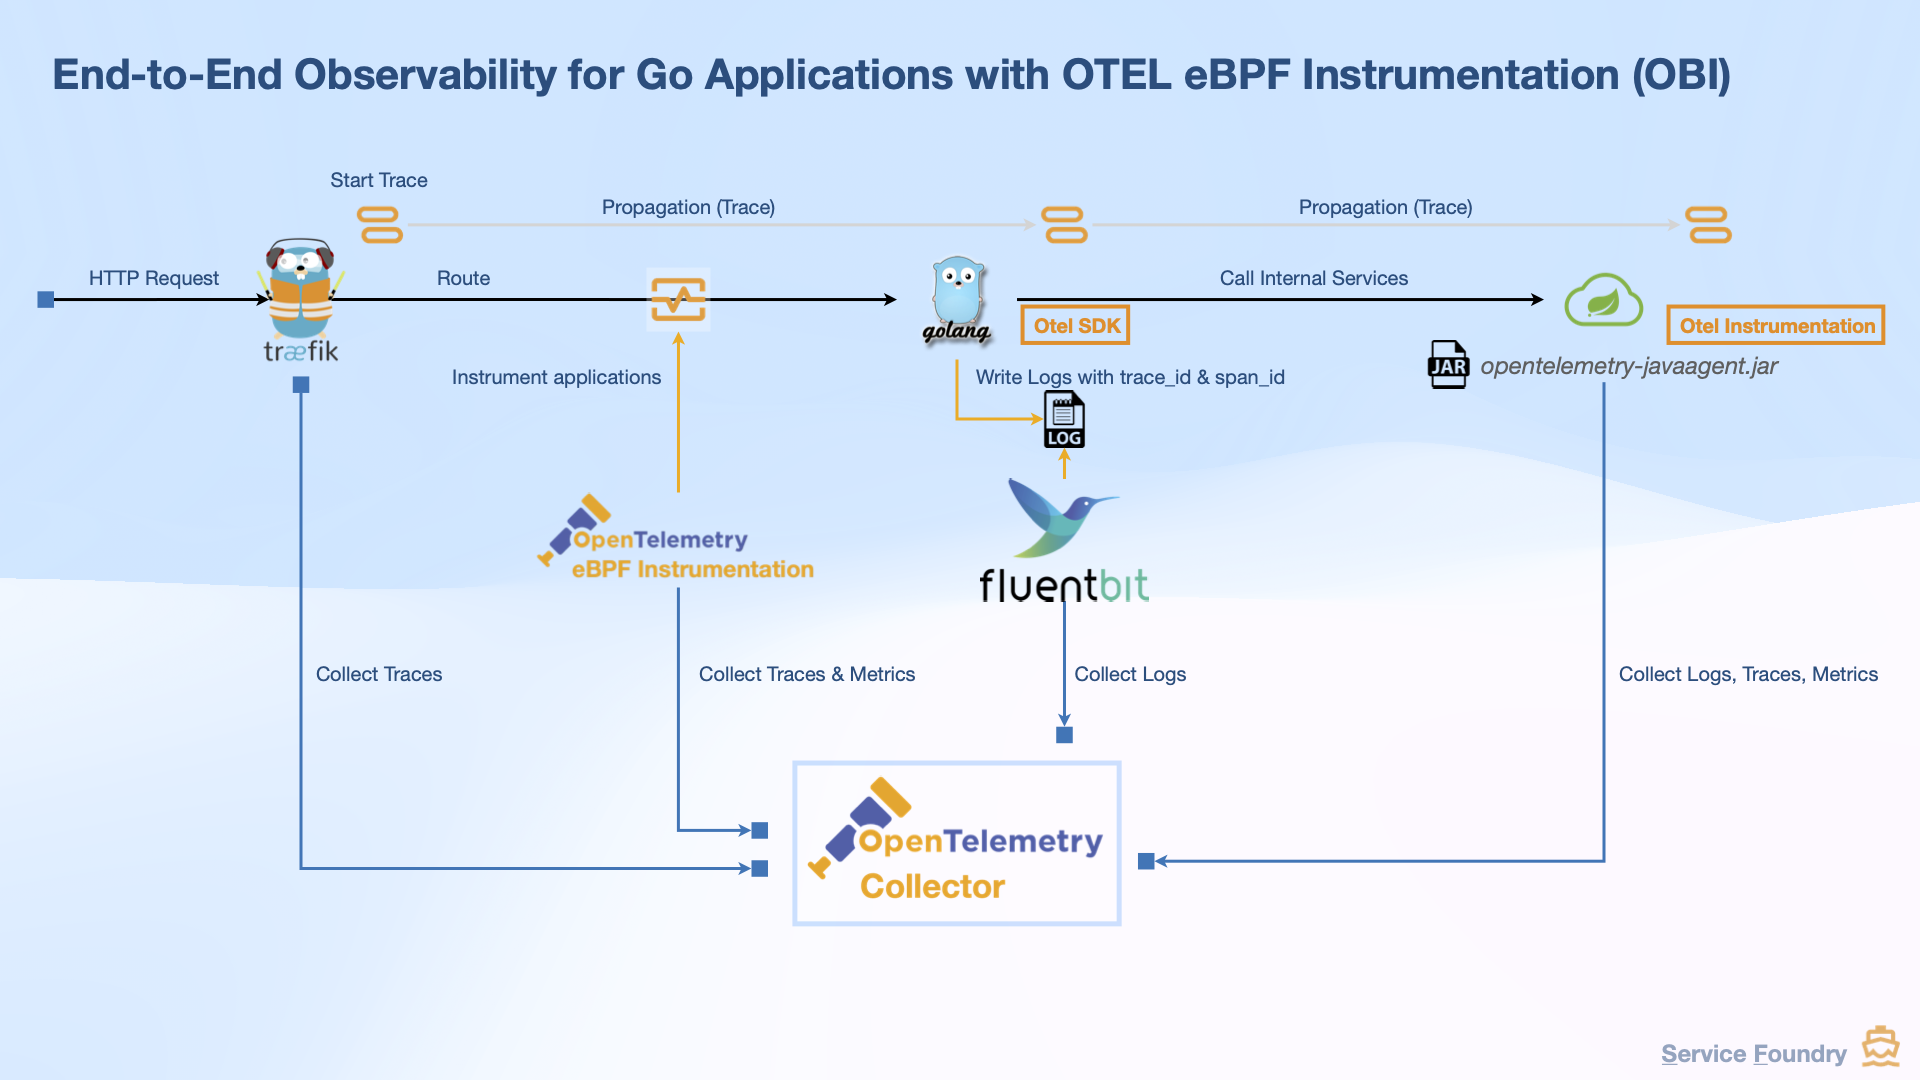 End-to-End Observability for Go Applications with OTEL eBPF Instrumentation (OBI)
Start Trace
Propagation (Trace)
Propagation (Trace)
HTTP Request
Route
Call Internal Services
træfik
golang
Otel SDK
Otel Instrumentation
JAR
opentelemetry-javaagent.jar
Instrument applications
Write Logs with trace_id & span_id
LOG
OpenTelemetry
eBPF Instrumentation
fluentbit
Collect Traces
Collect Traces & Metrics
Collect Logs
Collect Logs, Traces, Metrics
OpenTelemetry
Collector
Service Foundry